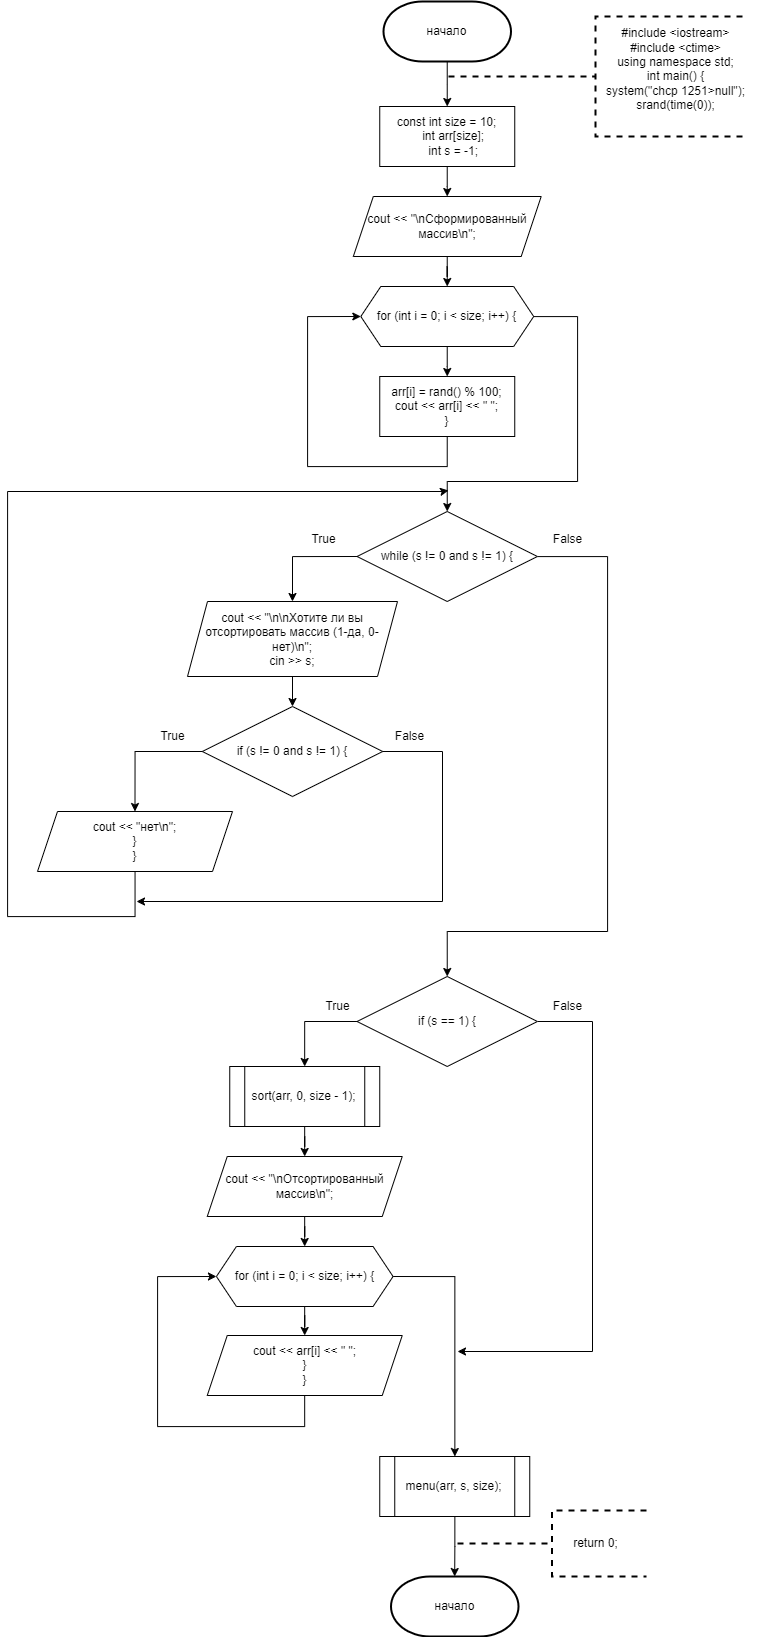 начало
#include <iostream>
#include <ctime>
using namespace std;
int main() {
system("chcp 1251>null");
srand(time(0));
const int size = 10;
int arr[size];
int s = -1;
cout << "\nСформированный
массив\n";
for (int i = 0; i < size; i++) {
arr[i] = rand() % 100;
cout << arr[i] << " ";
}
while (s != 0 and s != 1) {
True
False
cout << "\n\nХотите ли вы
отсортировать массив (1-да, 0-
нет)\n";
cin >> s;
if (s != 0 and s != 1) {
True
False
cout << "нет\n";
}
}
if (s == 1) {
True
False
sort(arr, 0, size - 1);
cout << "\nОтсортированный
массив\n";
for (int i = 0; i < size; i++) {
cout << arr[i] << " ";
}
}
menu(arr, s, size);
return 0;
начало